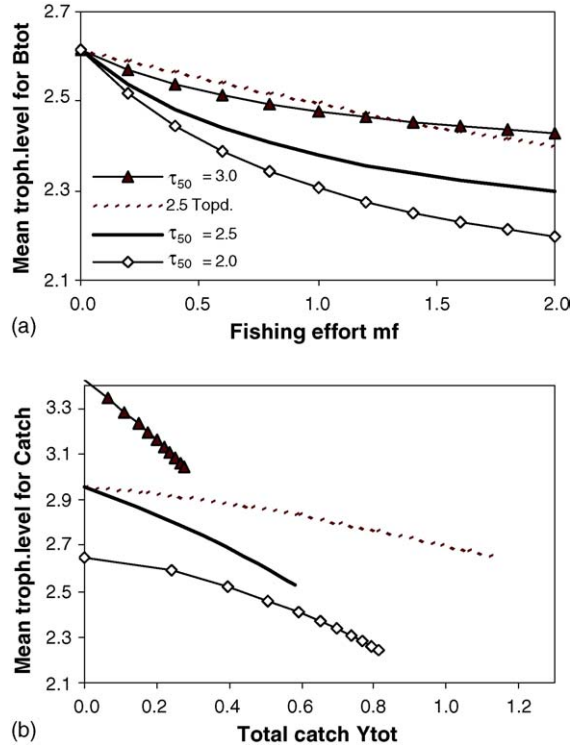 Mean troph.level for Btot
2.7
2.5
2.3
2.1
τ50 = 3.0
2.5 Topd.
τ50 = 2.5
τ50 = 2.0
0.0 0.5 1.0 1.5 2.0
(a) Fishing effort mf
Mean troph.level for Catch
3.3
3.1
2.9
2.7
2.5
2.3
2.1
0.0 0.2 0.4 0.6 0.8 1.0 1.2
(b) Total catch Ytot